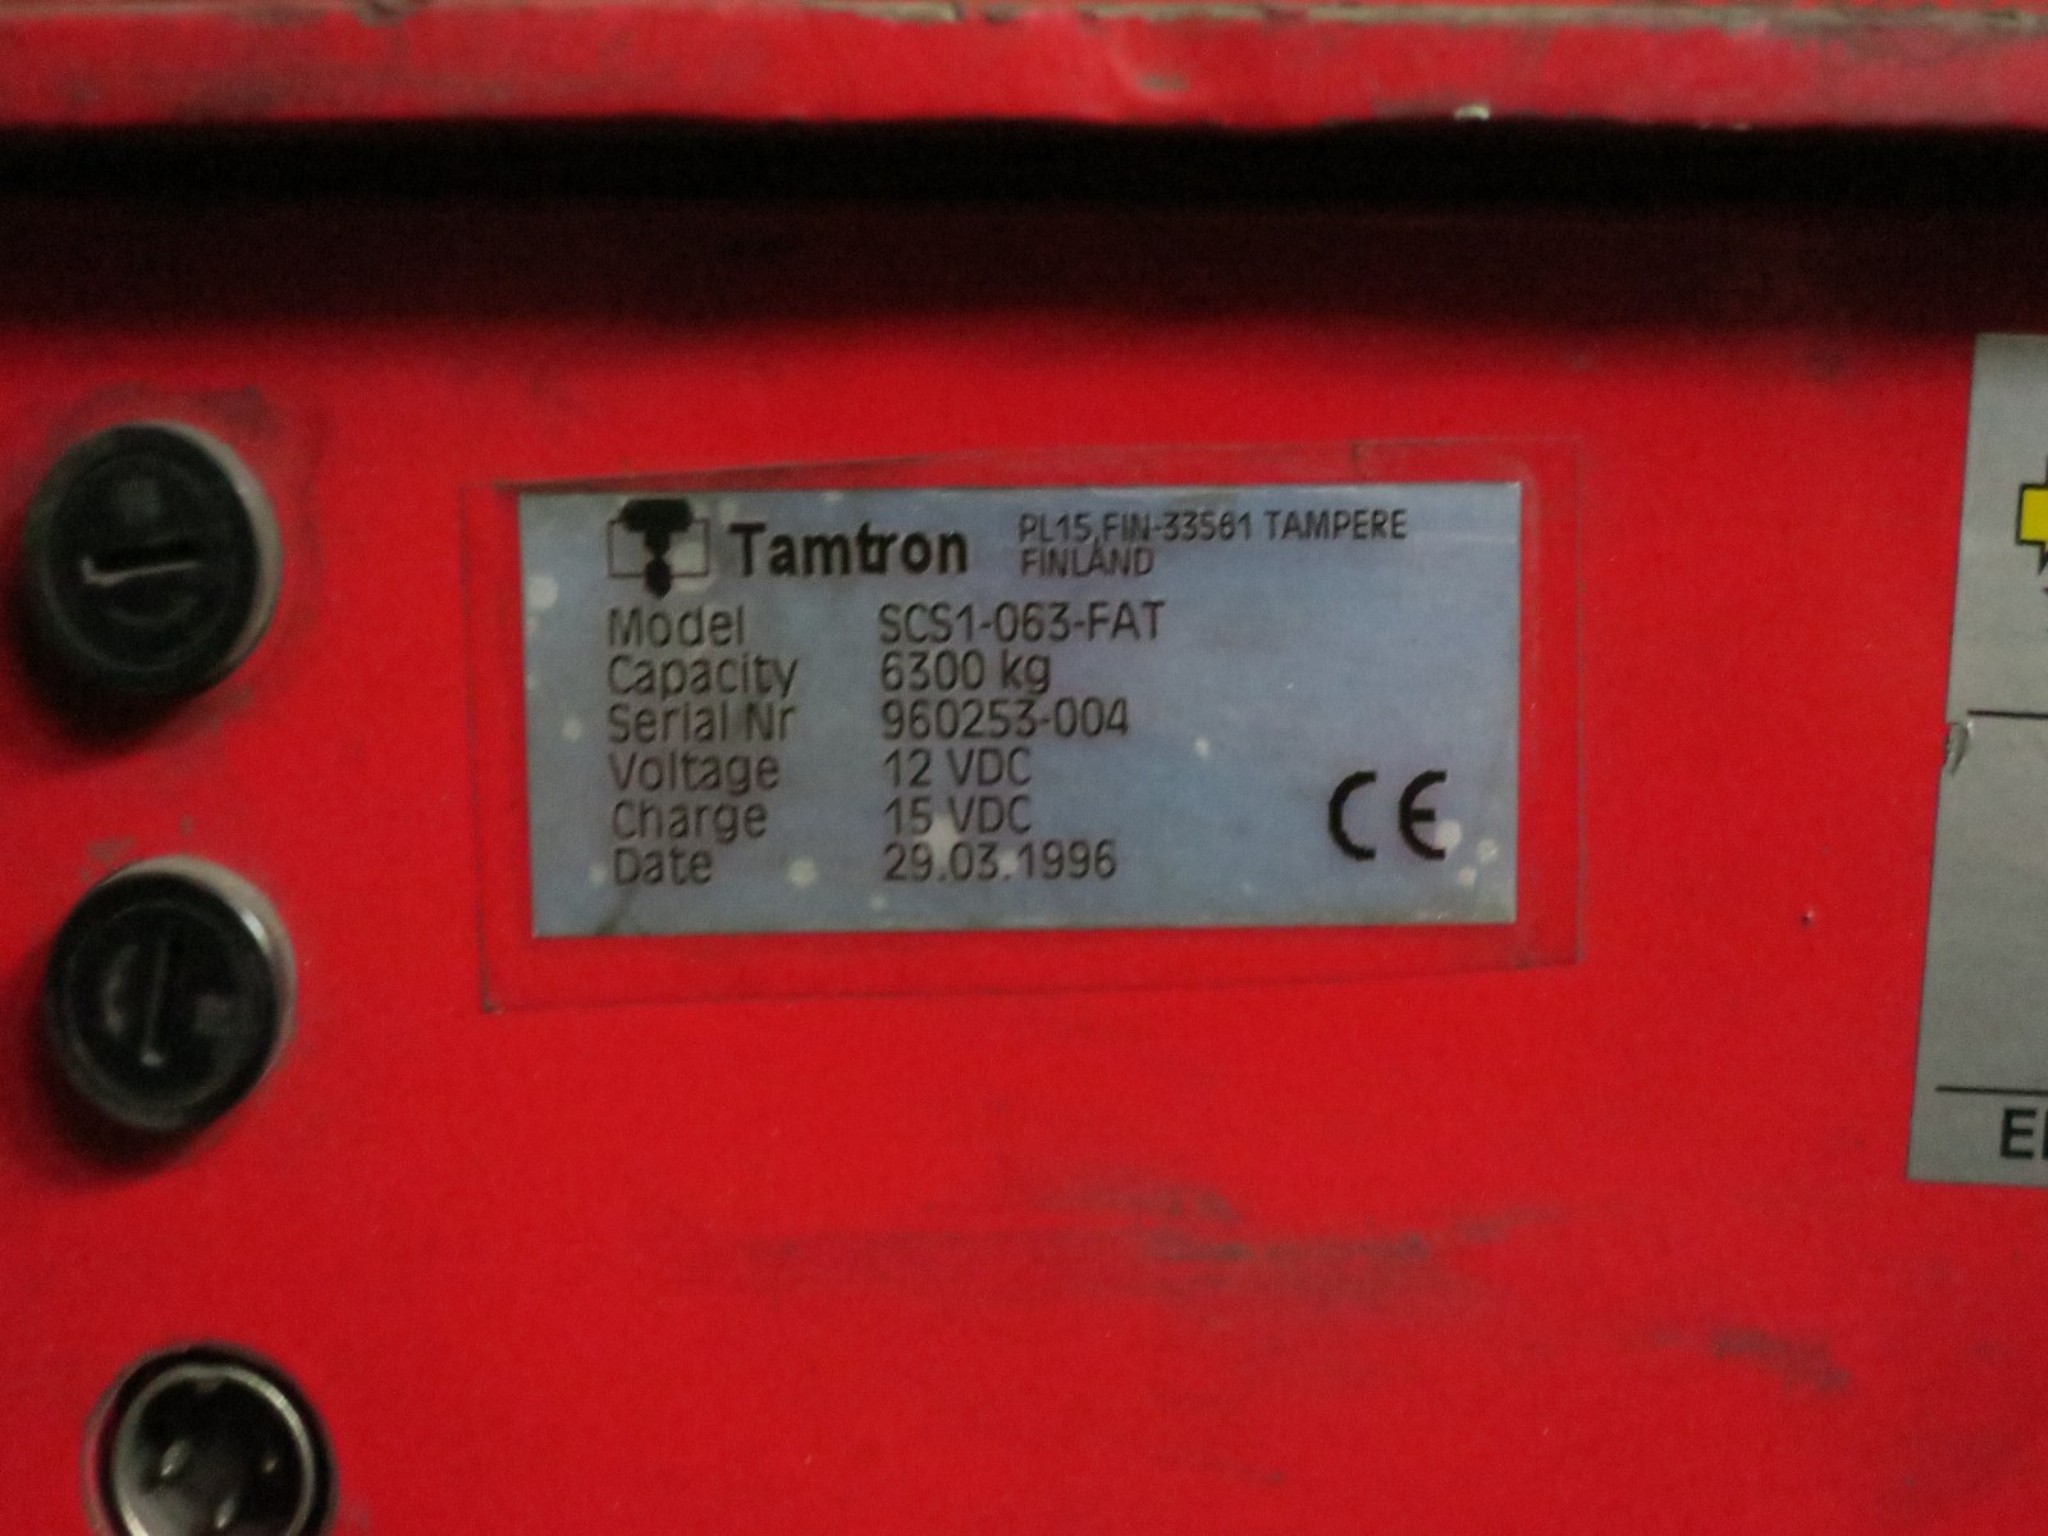 Tamtron PL15,FIN-33561 TAMPERE
FINLAND
Model SCS1-063-FAT
Capacity 6300 kg
Serial Nr 960253-004
Voltage 12 VDC
Charge 15 VDC
Date 29.03.1996
CE